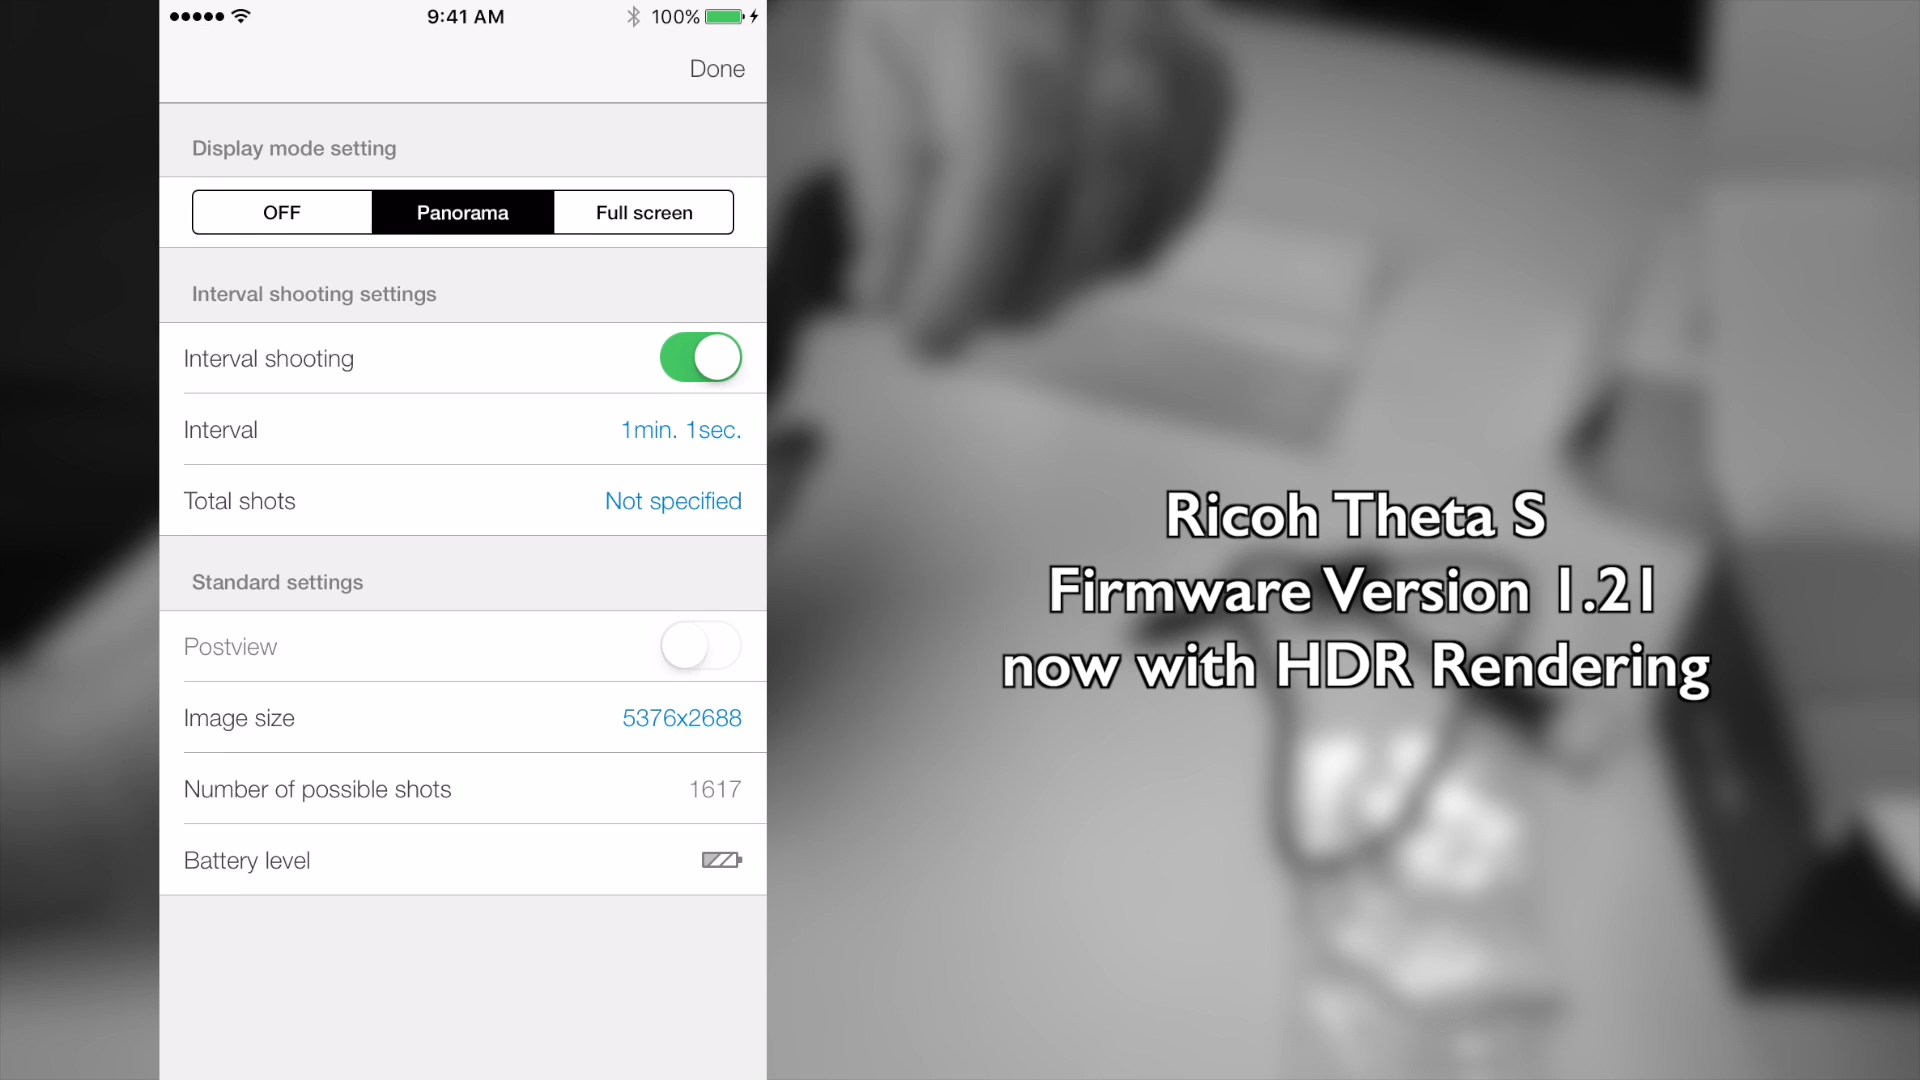 9:41 AM
100%
Done
Display mode setting
OFF
Panorama
Full screen
Interval shooting settings
Interval shooting
Interval
1min. 1sec.
Total shots
Not specified
Standard settings
Postview
Image size
5376x2688
Number of possible shots
1617
Battery level
Ricoh Theta S
Firmware Version 1.21
now with HDR Rendering